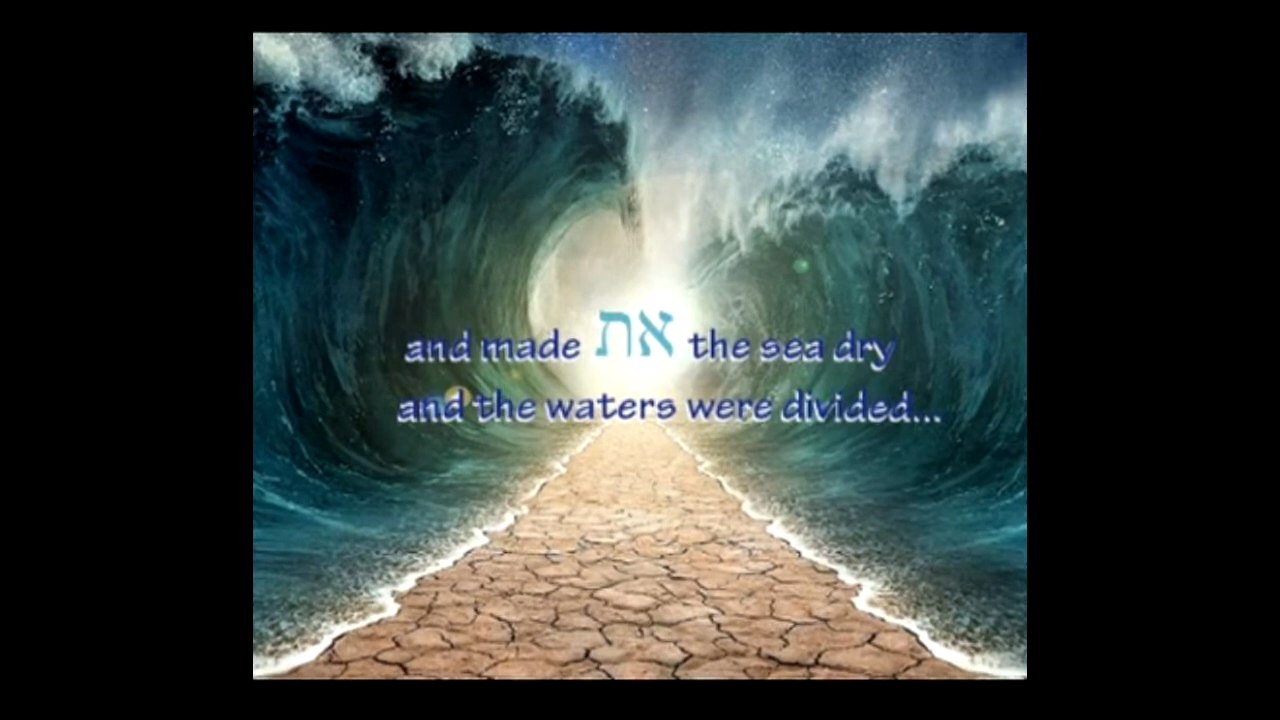 and made את the sea dry
and the waters were divided...